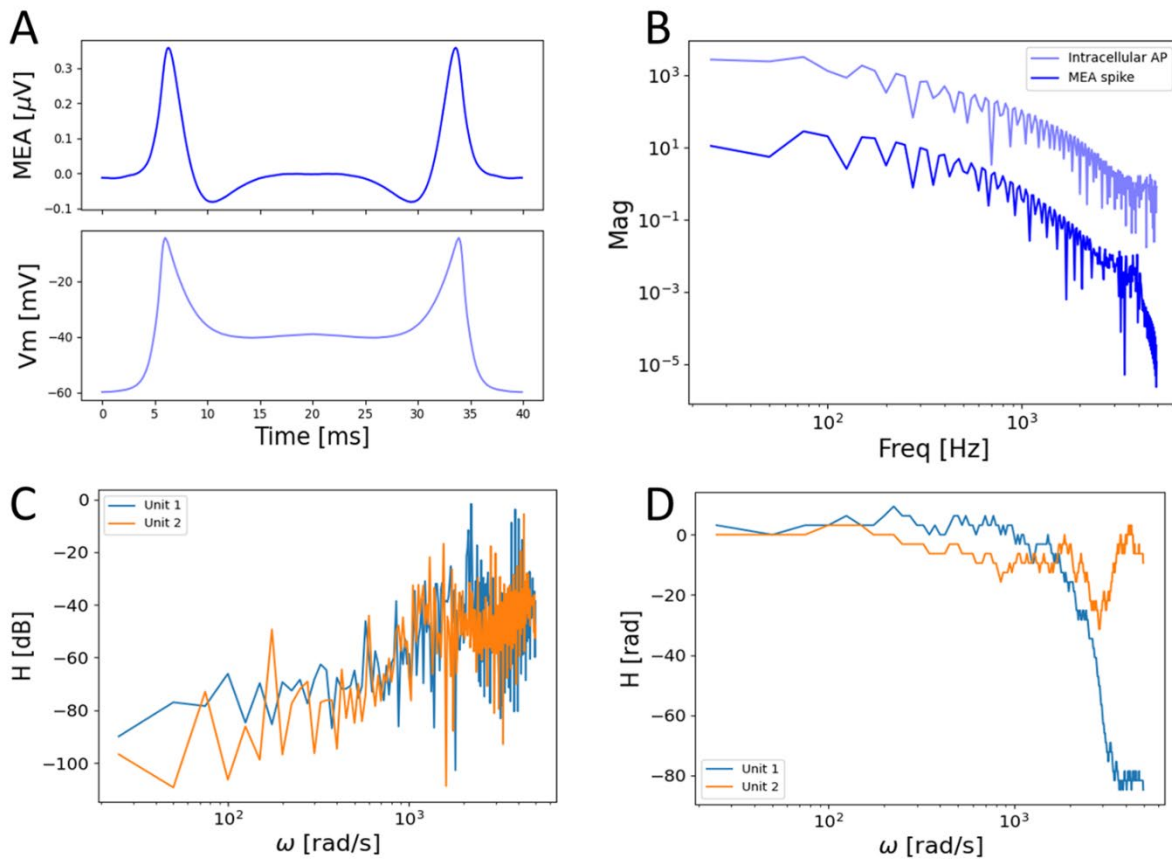 A
MEA [μV]
0.3
0.2
0.1
0.0
−0.1
Vm [mV]
−20
−40
−60
0 5 10 15 20 25 30 35 40
Time [ms]
B
Intracellular AP
MEA spike
Mag
10³
10¹
10⁻¹
10⁻³
10⁻⁵
10² 10³
Freq [Hz]
C
Unit 1
Unit 2
H [dB]
0
−20
−40
−60
−80
−100
10² 10³
ω [rad/s]
D
H [rad]
0
−20
−40
−60
−80
Unit 1
Unit 2
10² 10³
ω [rad/s]